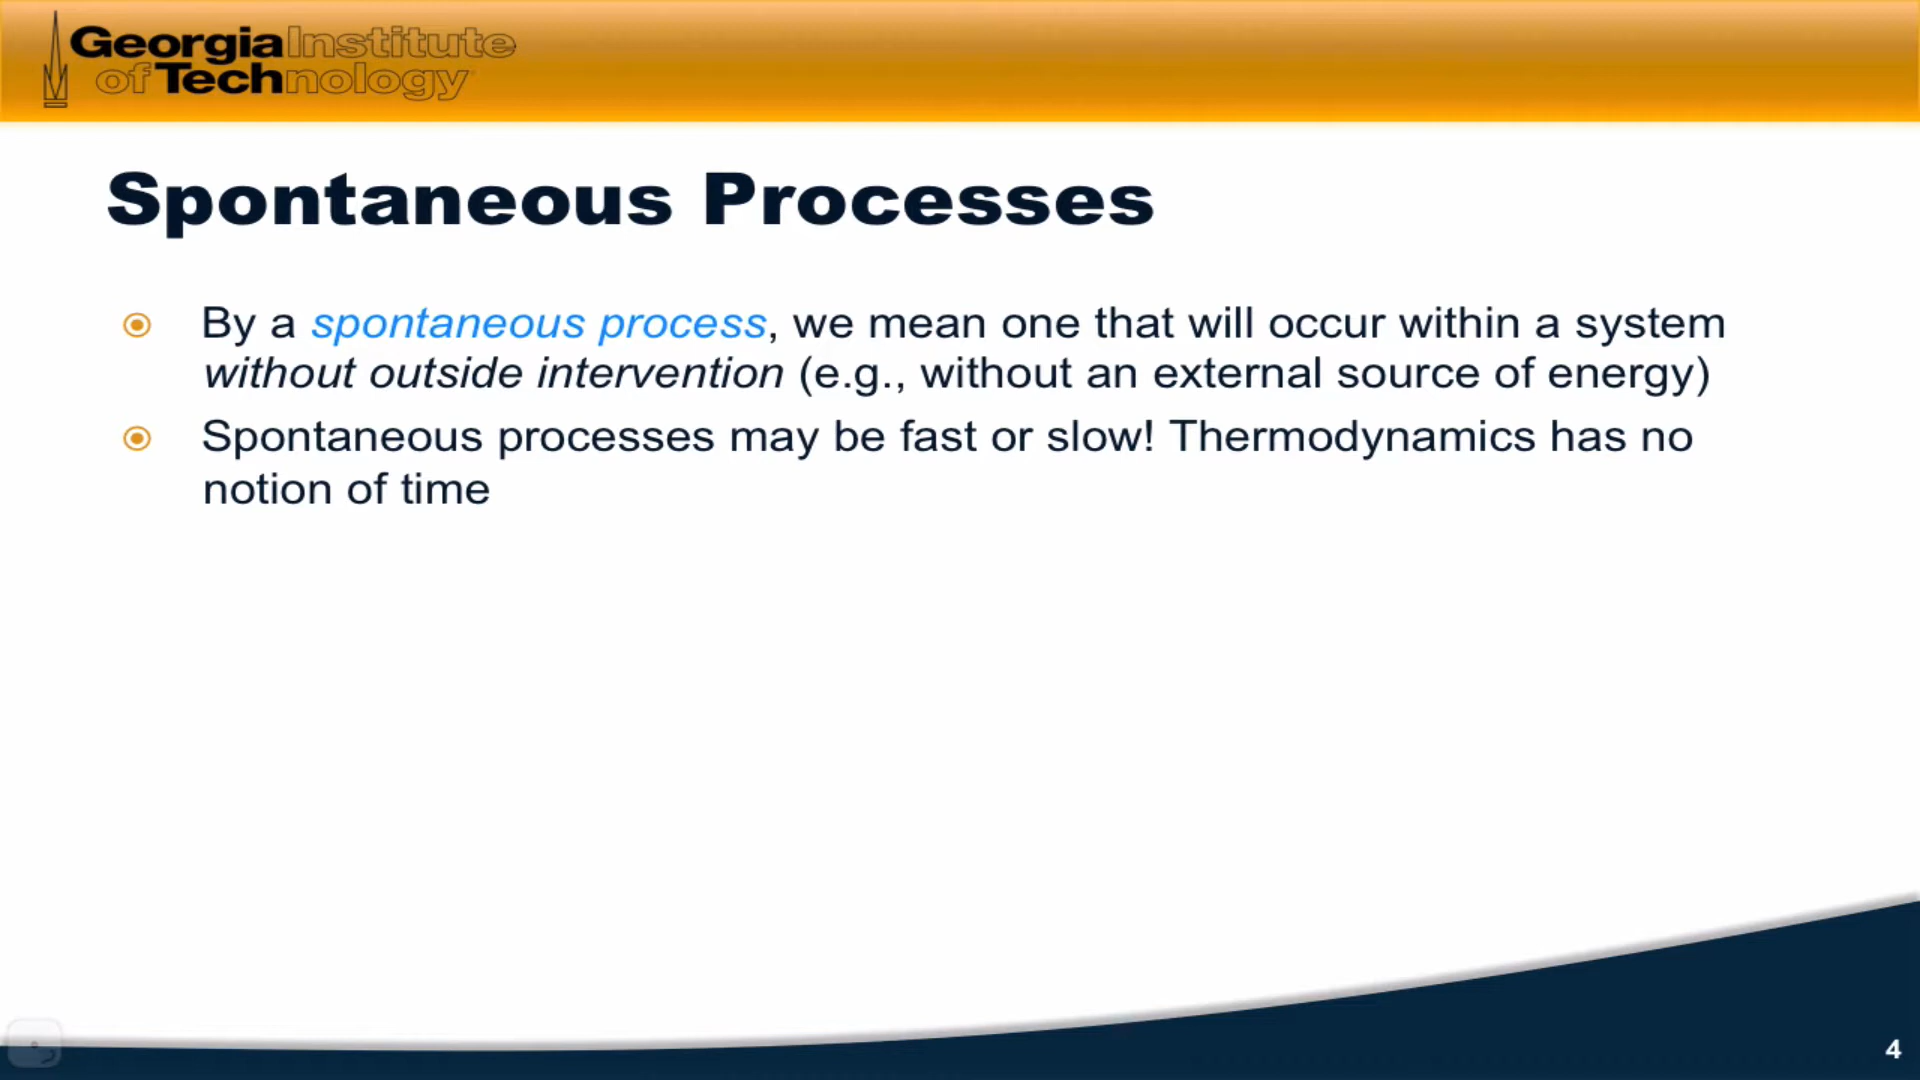 Georgia Institute
of Technology
Spontaneous Processes
By a spontaneous process, we mean one that will occur within a system
without outside intervention (e.g., without an external source of energy)
Spontaneous processes may be fast or slow! Thermodynamics has no
notion of time
4